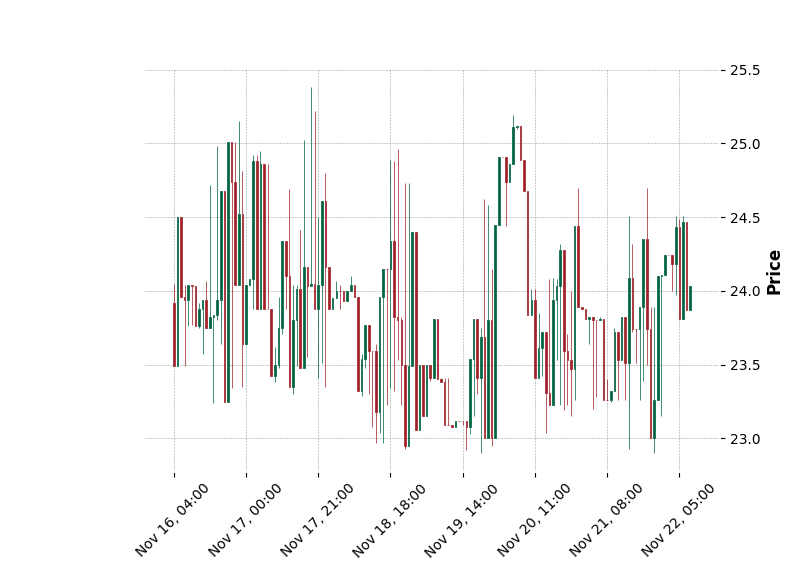 25.5
25.0
24.5
24.0
23.5
23.0
Price
Nov 16, 04:00
Nov 17, 00:00
Nov 17, 21:00
Nov 18, 18:00
Nov 19, 14:00
Nov 20, 11:00
Nov 21, 08:00
Nov 22, 05:00